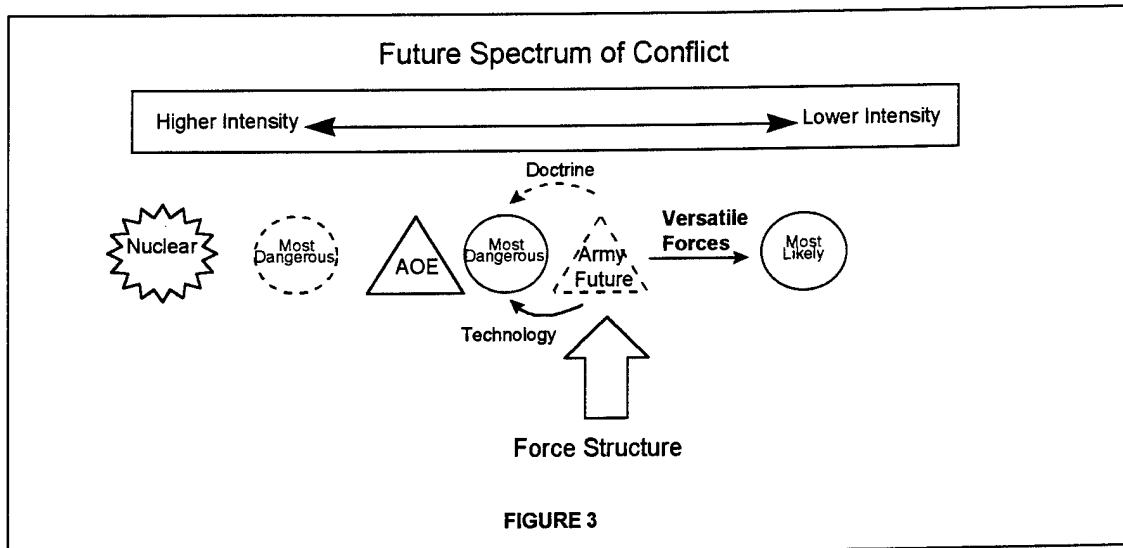 Future Spectrum of Conflict
Higher Intensity
Lower Intensity
Doctrine
Nuclear
Most
Dangerous
AOE
Most
Dangerous
Army
Future
Versatile
Forces
Most
Likely
Technology
Force Structure
FIGURE 3